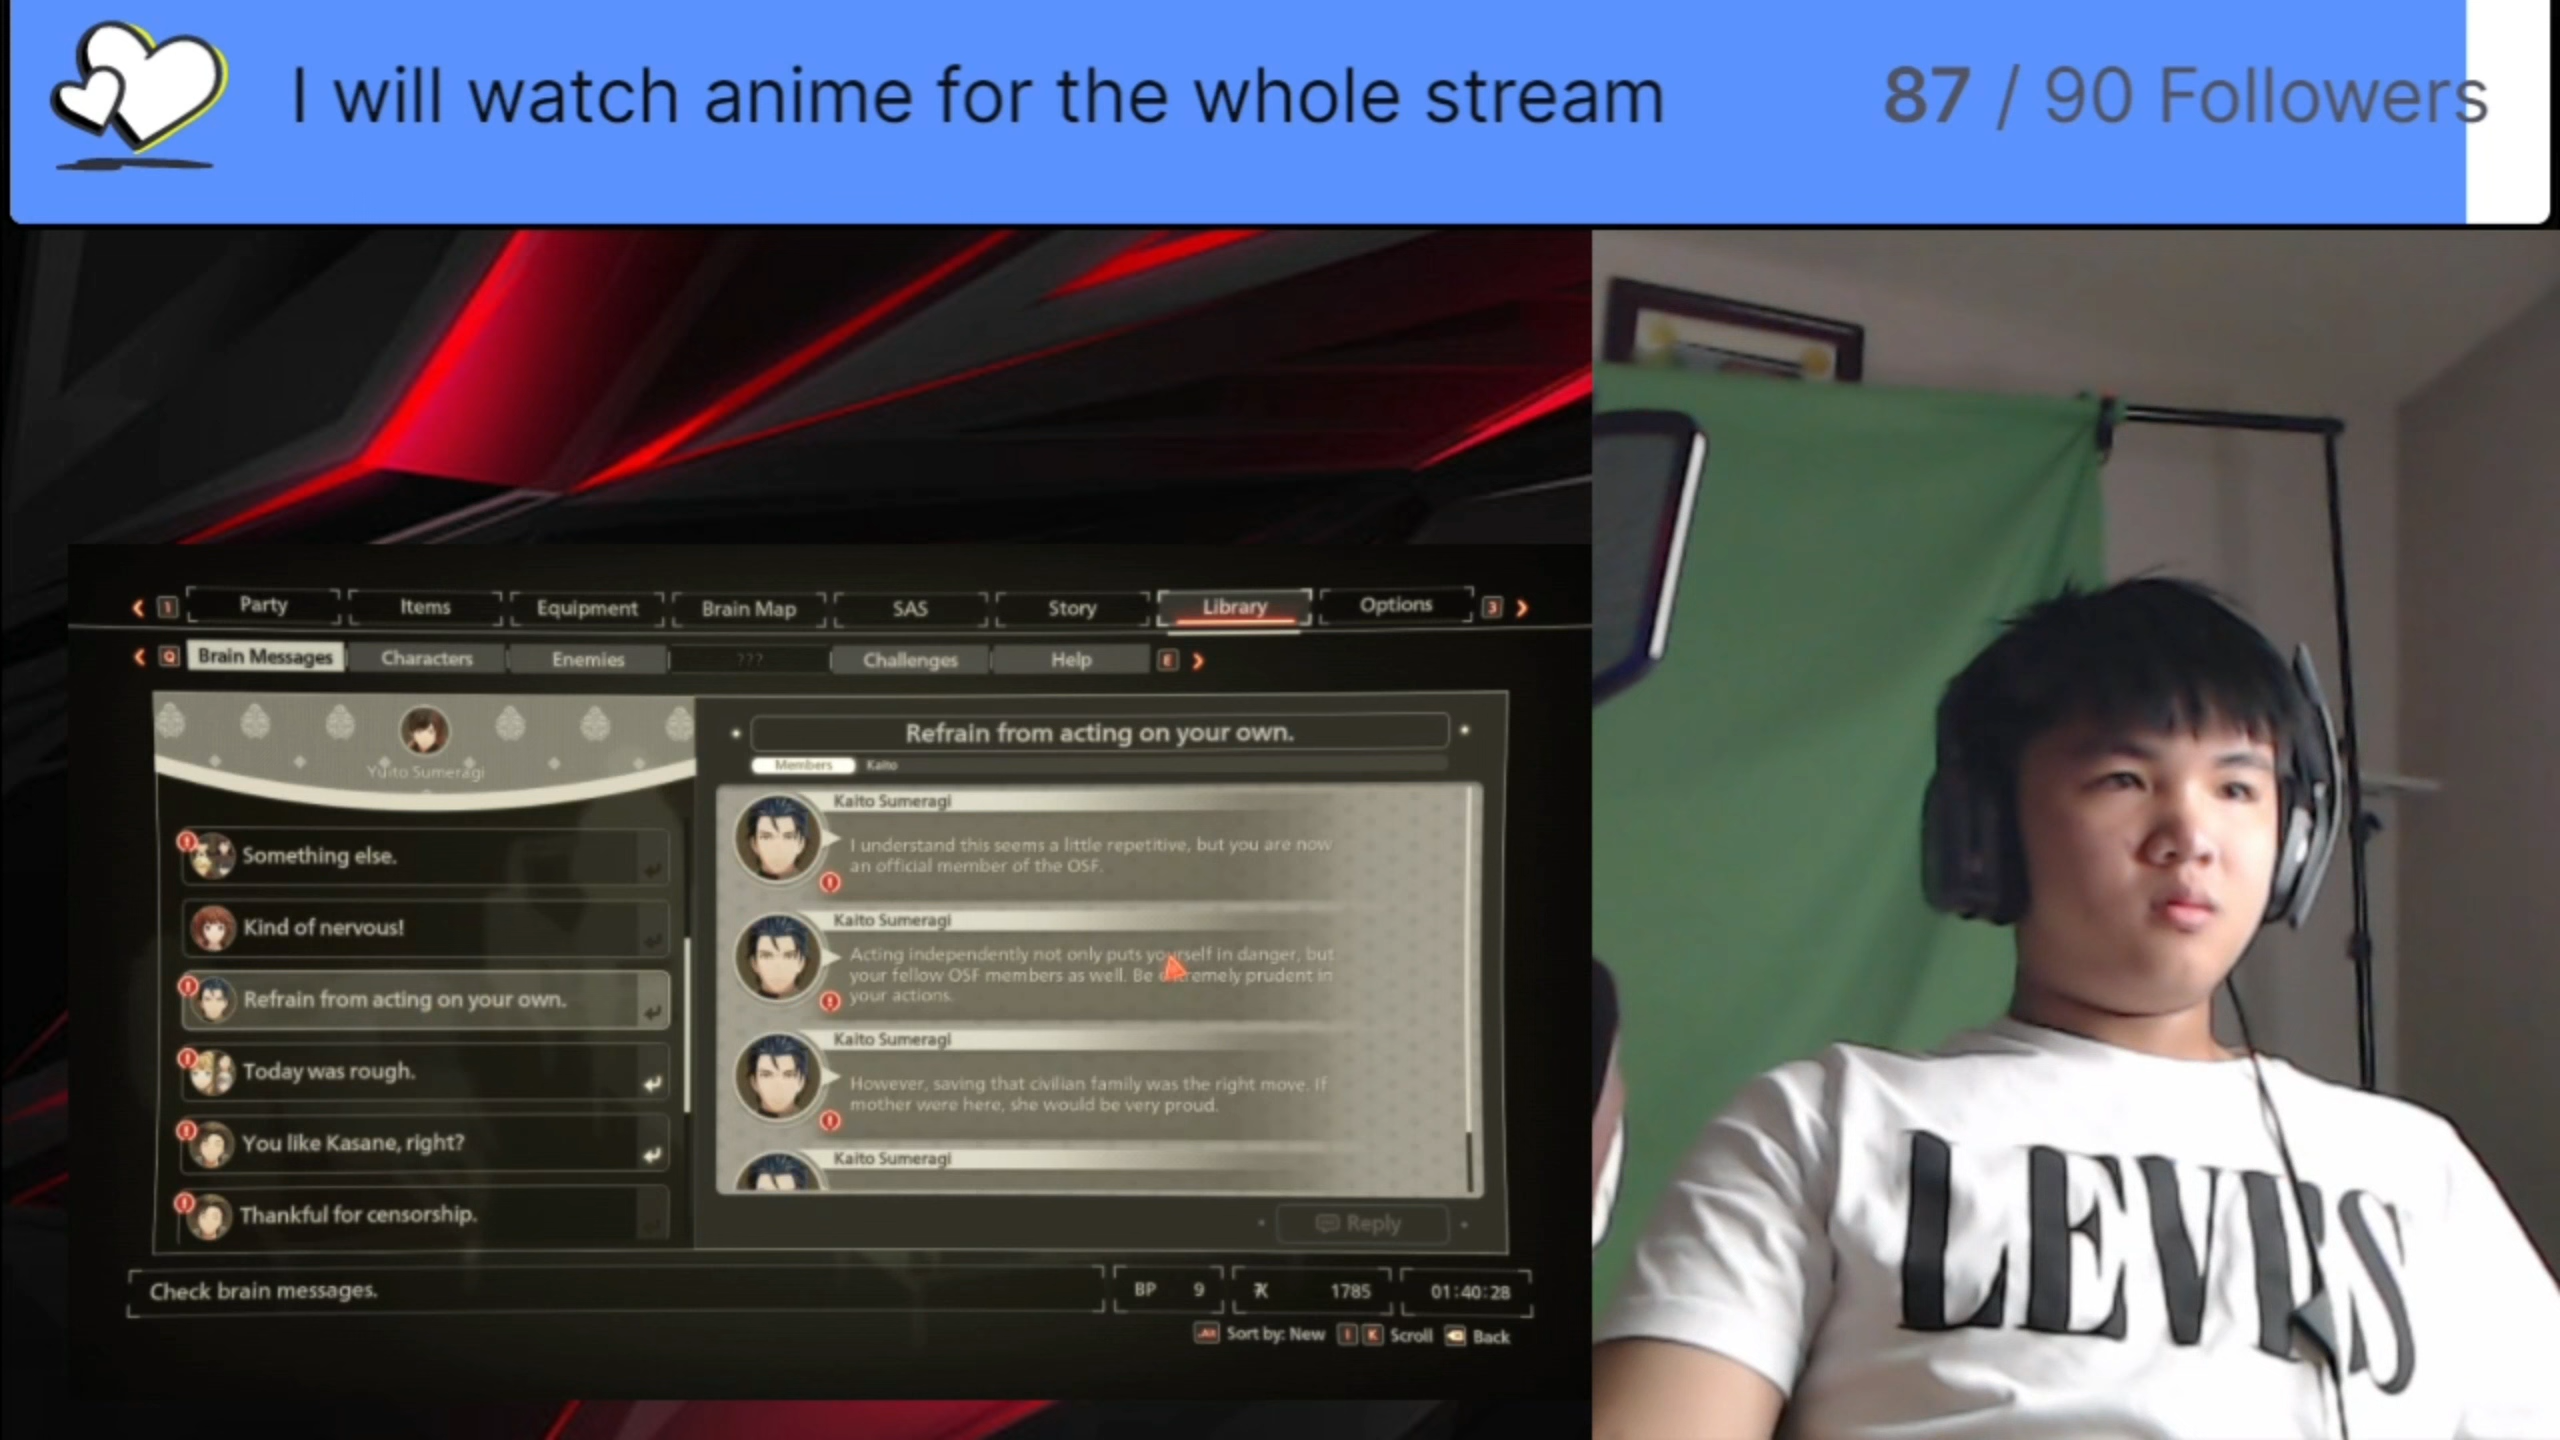 I will watch anime for the whole stream
87 / 90 Followers
1 Party Items Equipment Brain Map SAS Story Library Options 3
Q Brain Messages Characters Enemies ??? Challenges Help E
Yuito Sumeragi
Something else.
Kind of nervous!
Refrain from acting on your own.
Today was rough.
You like Kasane, right?
Thankful for censorship.
Refrain from acting on your own.
Members Kaito
Kaito Sumeragi
I understand this seems a little repetitive, but you are now
an official member of the OSF.
Kaito Sumeragi
Acting independently not only puts yourself in danger, but
your fellow OSF members as well. Be extremely prudent in
your actions.
Kaito Sumeragi
However, saving that civilian family was the right move. If
mother were here, she would be very proud.
Kaito Sumeragi
Reply
Check brain messages.
BP 9
1785
01:40:28
Sort by: New I K Scroll Back
LEVI'S